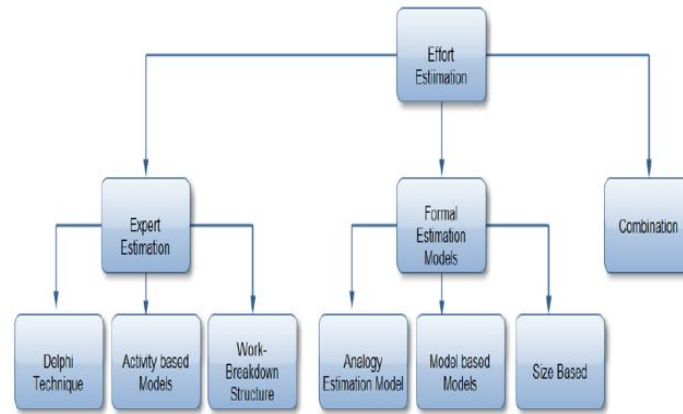 Effort
Estiimation
Expert
Estimation
Formal
Estimation
Models
Combination
Delphi
Technique
Activity based
Models
Work-
Breakdown
Structure
Analogy
Estimation Model
Model based
Models
Size Based